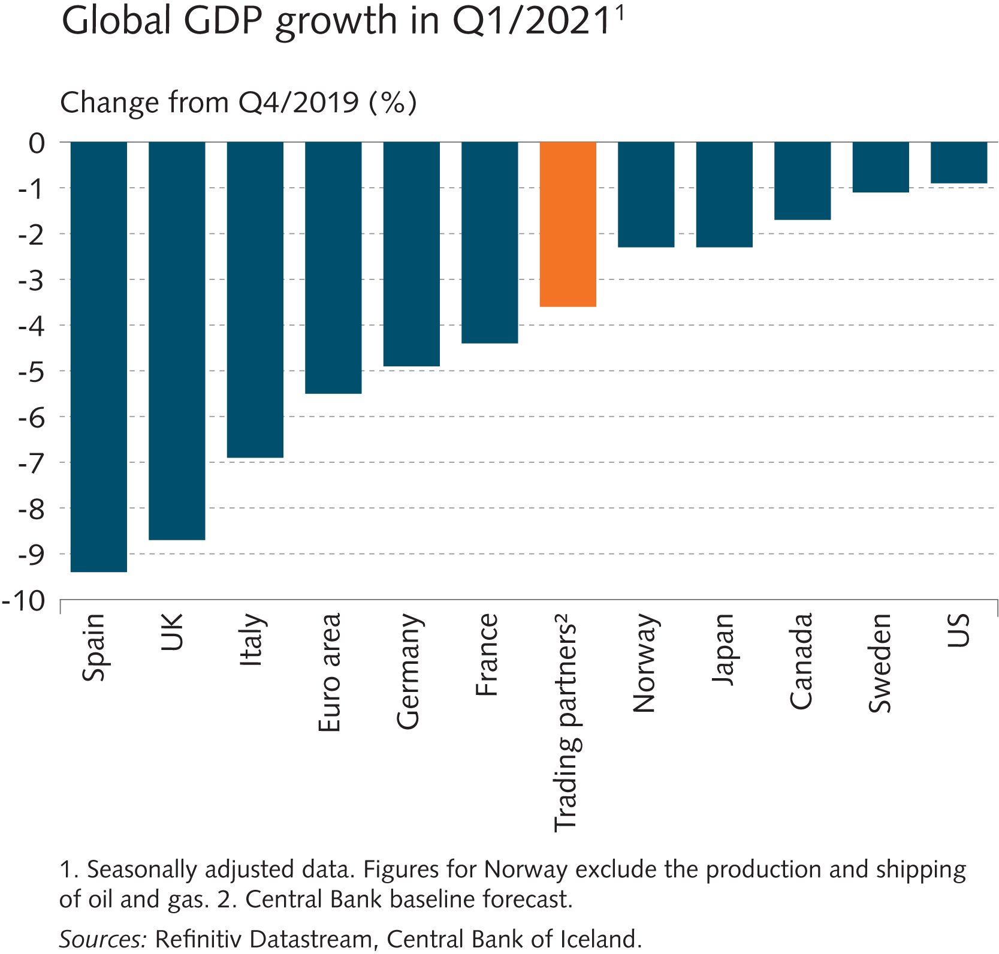 Global GDP growth in Q1/2021¹
Change from Q4/2019 (%)
0
-1
-2
-3
-4
-5
-6
-7
-8
-9
-10
Spain
UK
Italy
Euro area
Germany
France
Trading partners²
Norway
Japan
Canada
Sweden
US
1. Seasonally adjusted data. Figures for Norway exclude the production and shipping
of oil and gas. 2. Central Bank baseline forecast.
Sources: Refinitiv Datastream, Central Bank of Iceland.